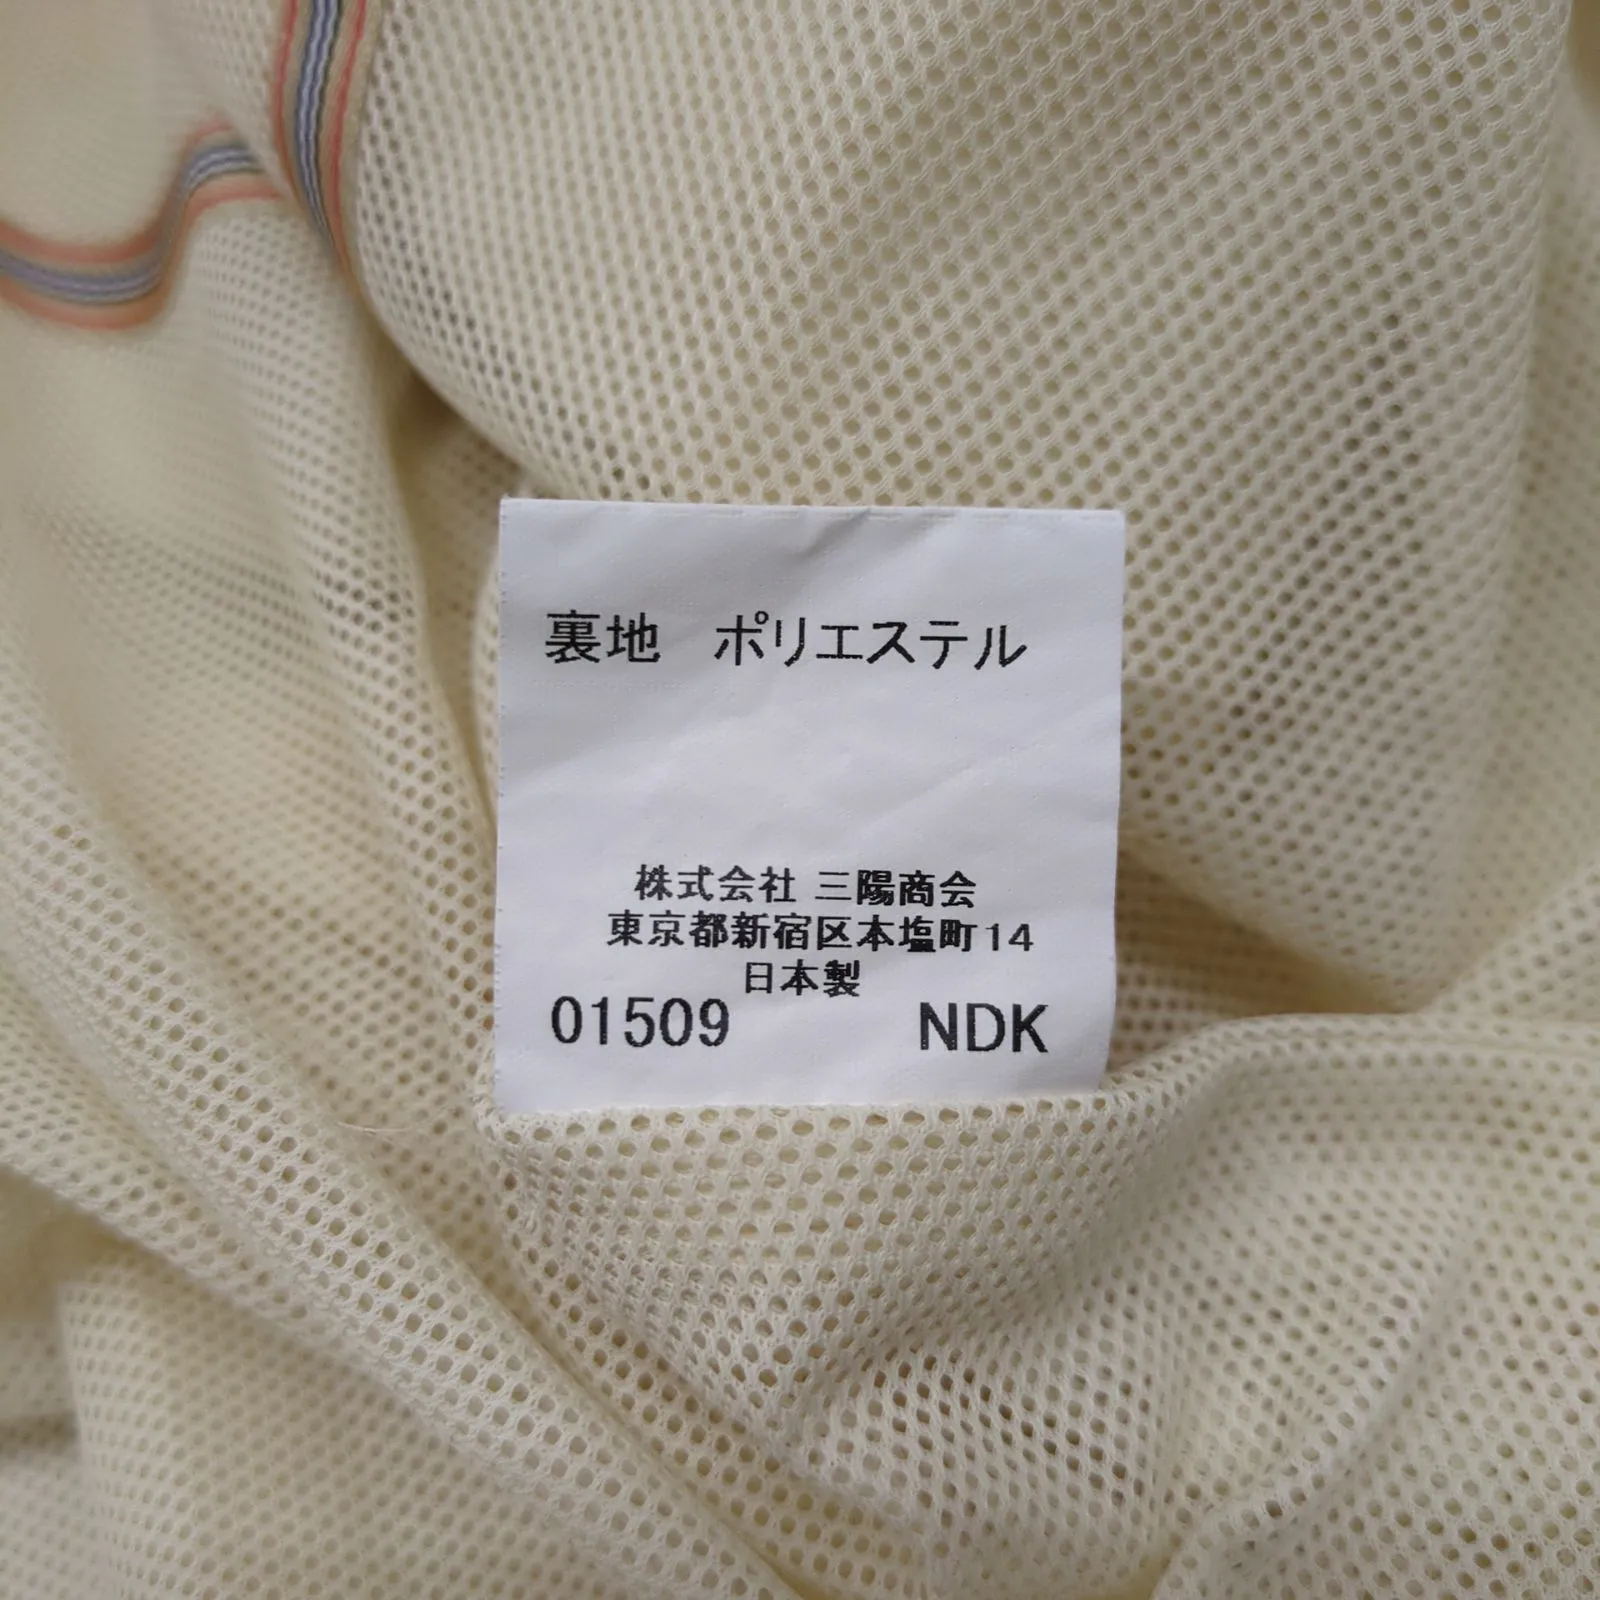 裏地　ポリエステル
株式会社 三陽商会
東京都新宿区本塩町14
日本製
01509 NDK